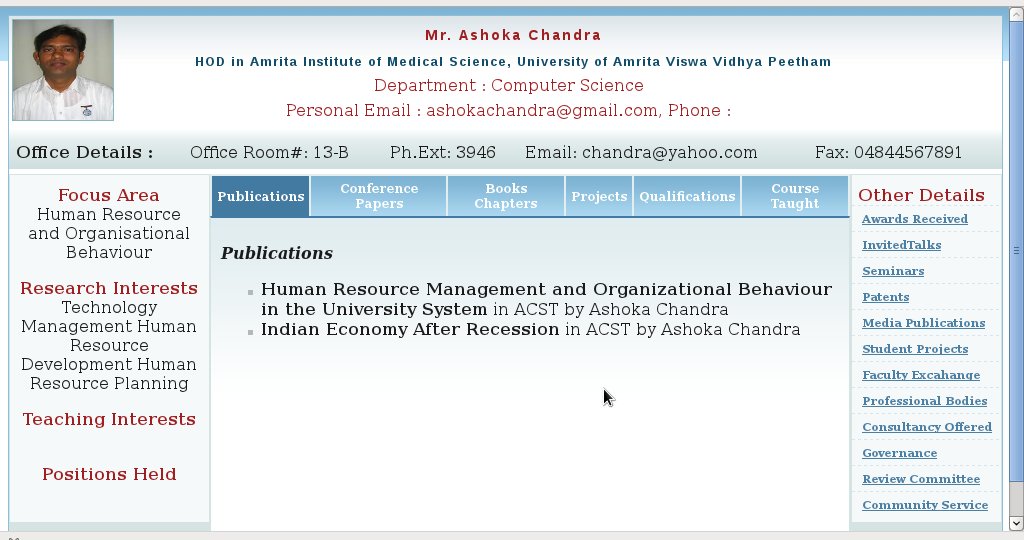 Mr. Ashoka Chandra
HOD in Amrita Institute of Medical Science, University of Amrita Viswa Vidhya Peetham
Department : Computer Science
Personal Email : ashokachandra@gmail.com, Phone :
Office Details : Office Room#: 13-B Ph.Ext: 3946 Email: chandra@yahoo.com Fax: 04844567891
Focus Area
Human Resource
and Organisational
Behaviour
Research Interests
Technology
Management Human
Resource
Development Human
Resource Planning
Teaching Interests
Positions Held
Publications
Conference
Papers
Books
Chapters
Projects
Qualifications
Course
Taught
Publications
Human Resource Management and Organizational Behaviour
in the University System in ACST by Ashoka Chandra
Indian Economy After Recession in ACST by Ashoka Chandra
Other Details
Awards Received
InvitedTalks
Seminars
Patents
Media Publications
Student Projects
Faculty Excahange
Professional Bodies
Consultancy Offered
Governance
Review Committee
Community Service